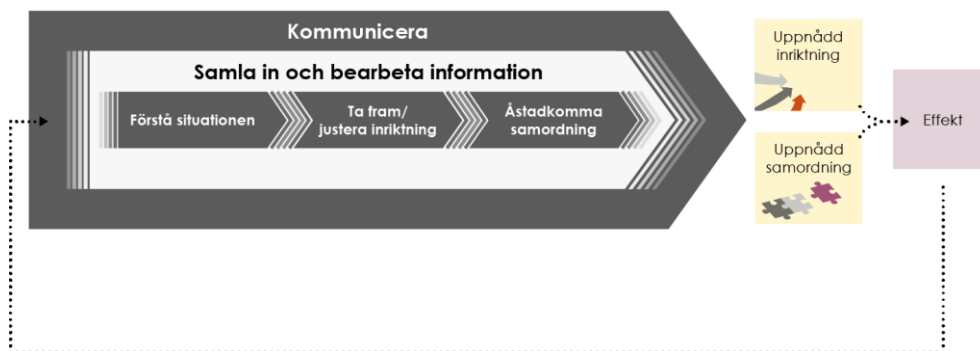 Kommunicera
Samla in och bearbeta information
Förstå situationen
Ta fram/
justera inriktning
Åstadkomma
samordning
Uppnådd
inriktning
Uppnådd
samordning
Effekt